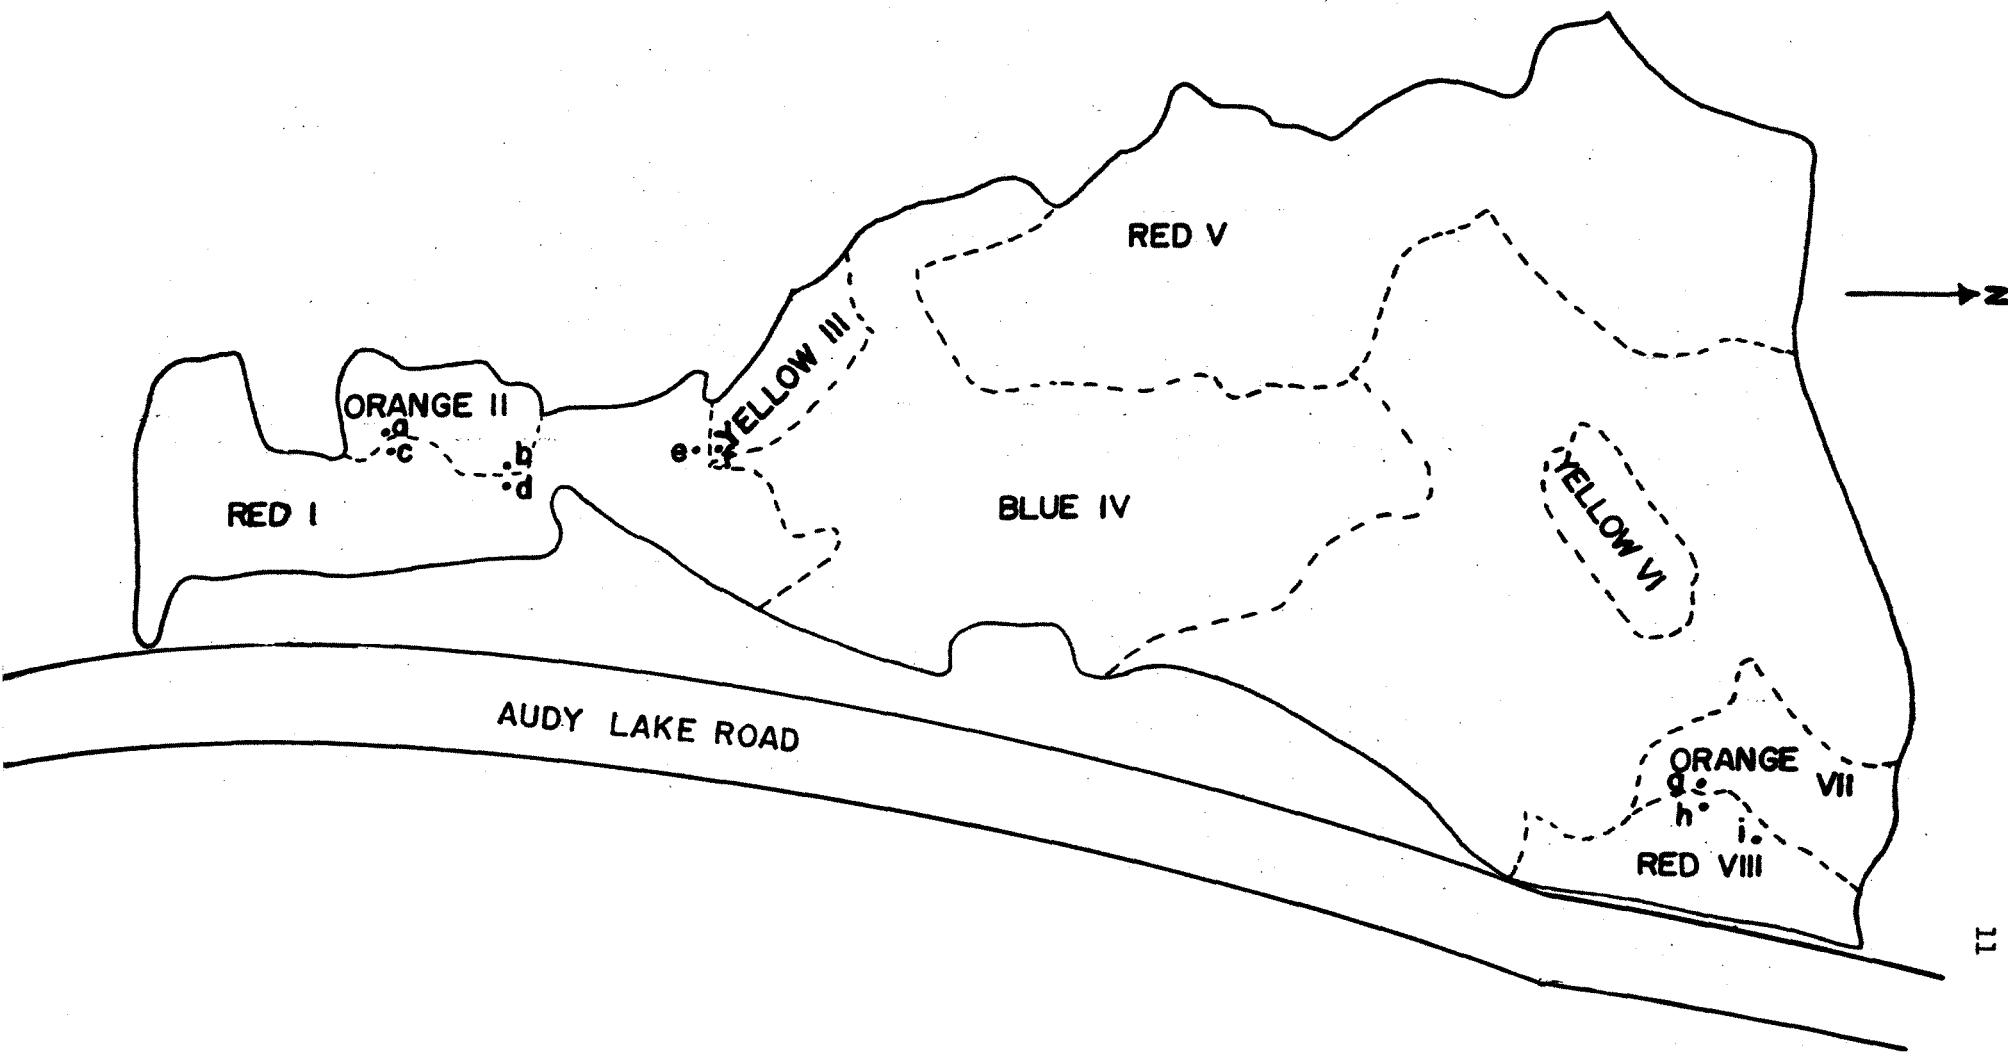 RED V
N
YELLOW III
ORANGE II
a
c
b
d
e
f
RED I
BLUE IV
YELLOW VI
AUDY LAKE ROAD
ORANGE VII
g
h
i
RED VIII
11